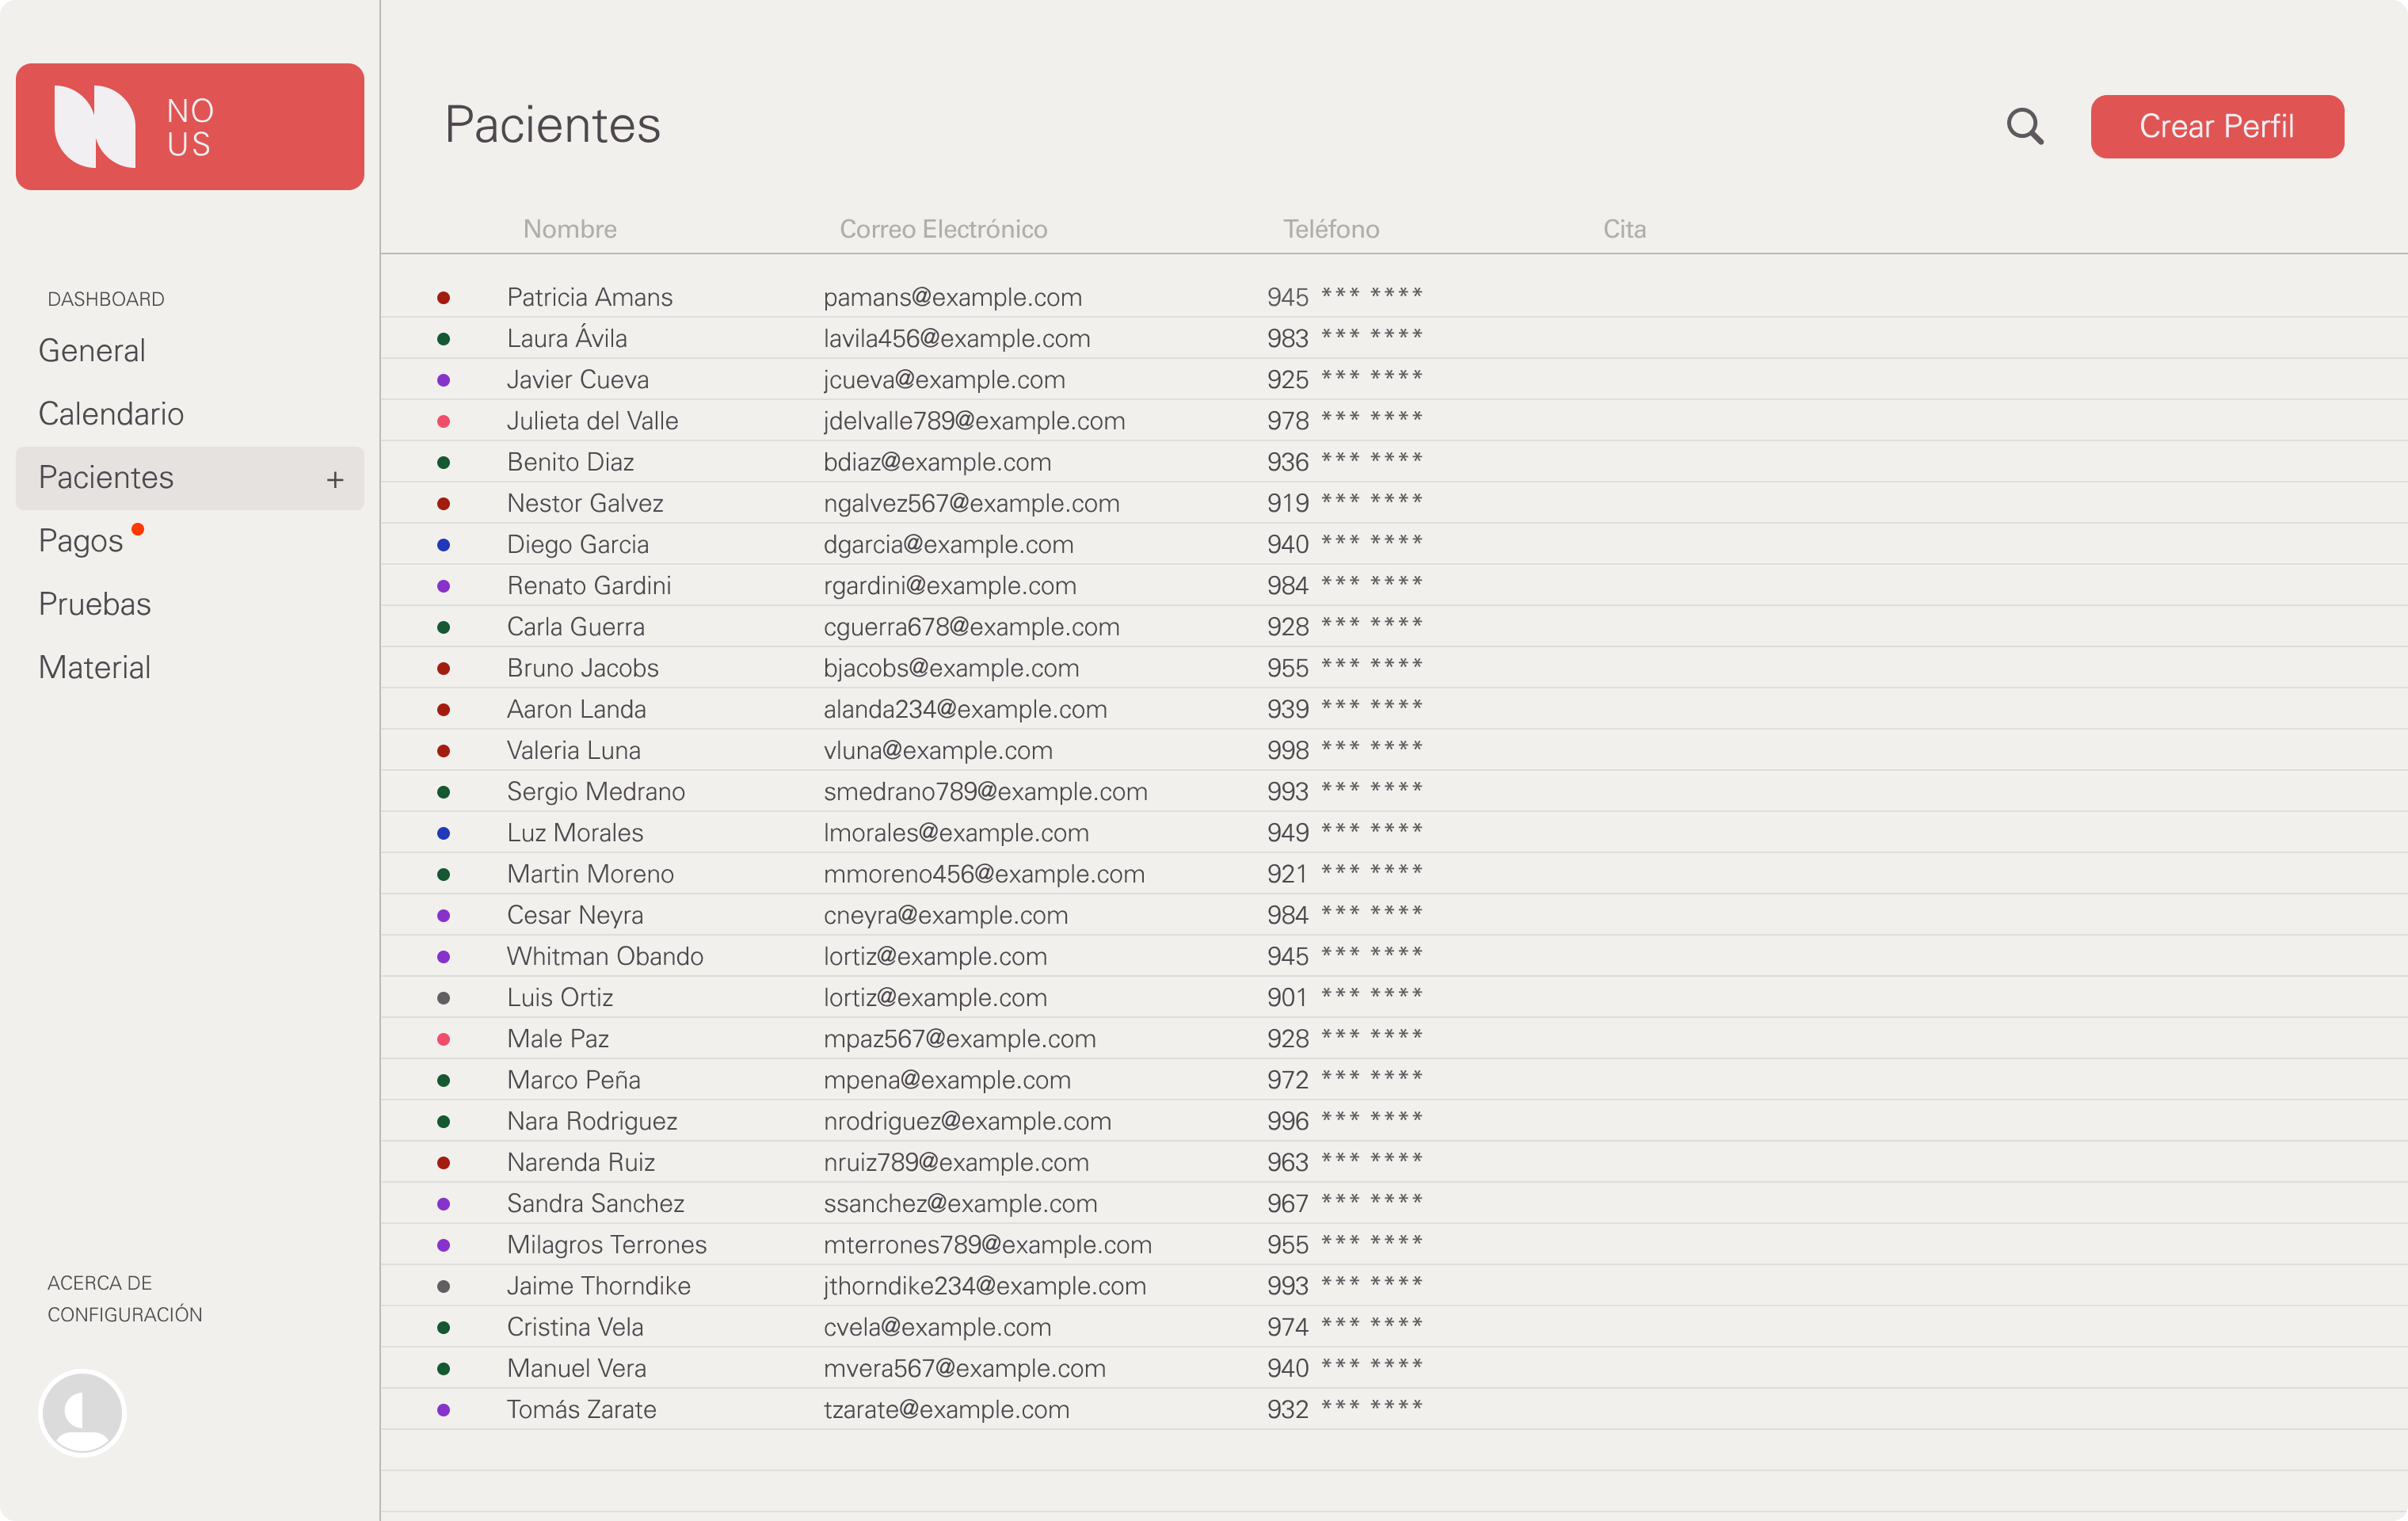 NO
US
DASHBOARD
General
Calendario
Pacientes +
Pagos
Pruebas
Material
ACERCA DE
CONFIGURACIÓN
Pacientes
Crear Perfil
Nombre Correo Electrónico Teléfono Cita
Patricia Amans pamans@example.com 945 *** ****
Laura Ávila lavila456@example.com 983 *** ****
Javier Cueva jcueva@example.com 925 *** ****
Julieta del Valle jdelvalle789@example.com 978 *** ****
Benito Diaz bdiaz@example.com 936 *** ****
Nestor Galvez ngalvez567@example.com 919 *** ****
Diego Garcia dgarcia@example.com 940 *** ****
Renato Gardini rgardini@example.com 984 *** ****
Carla Guerra cguerra678@example.com 928 *** ****
Bruno Jacobs bjacobs@example.com 955 *** ****
Aaron Landa alanda234@example.com 939 *** ****
Valeria Luna vluna@example.com 998 *** ****
Sergio Medrano smedrano789@example.com 993 *** ****
Luz Morales lmorales@example.com 949 *** ****
Martin Moreno mmoreno456@example.com 921 *** ****
Cesar Neyra cneyra@example.com 984 *** ****
Whitman Obando lortiz@example.com 945 *** ****
Luis Ortiz lortiz@example.com 901 *** ****
Male Paz mpaz567@example.com 928 *** ****
Marco Peña mpena@example.com 972 *** ****
Nara Rodriguez nrodriguez@example.com 996 *** ****
Narenda Ruiz nruiz789@example.com 963 *** ****
Sandra Sanchez ssanchez@example.com 967 *** ****
Milagros Terrones mterrones789@example.com 955 *** ****
Jaime Thorndike jthorndike234@example.com 993 *** ****
Cristina Vela cvela@example.com 974 *** ****
Manuel Vera mvera567@example.com 940 *** ****
Tomás Zarate tzarate@example.com 932 *** ****